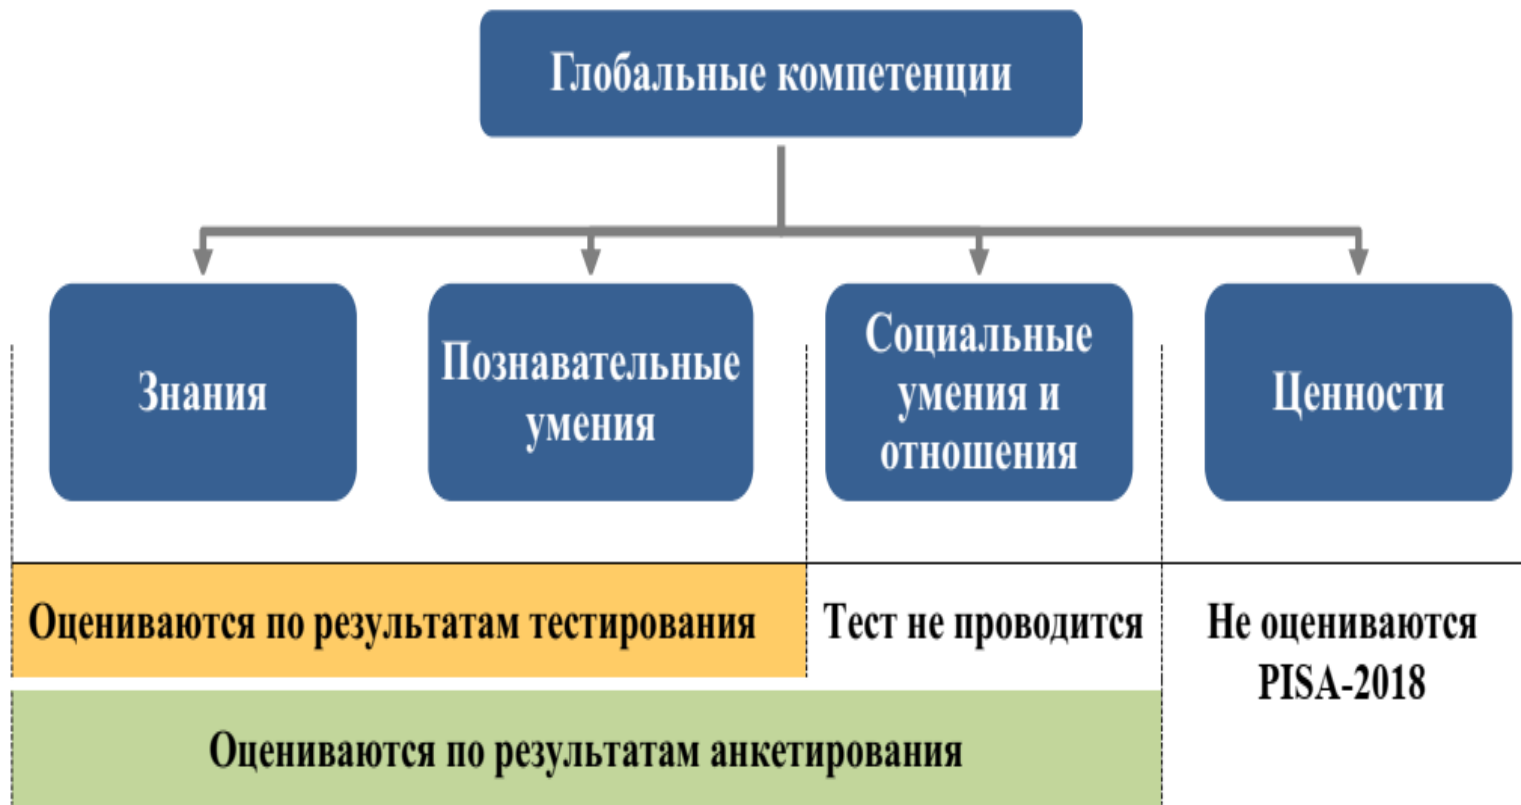 Глобальные компетенции
Знания
Познавательные
умения
Социальные
умения и
отношения
Ценности
Оцениваются по результатам тестирования
Тест не проводится
Не оцениваются
PISA-2018
Оцениваются по результатам анкетирования